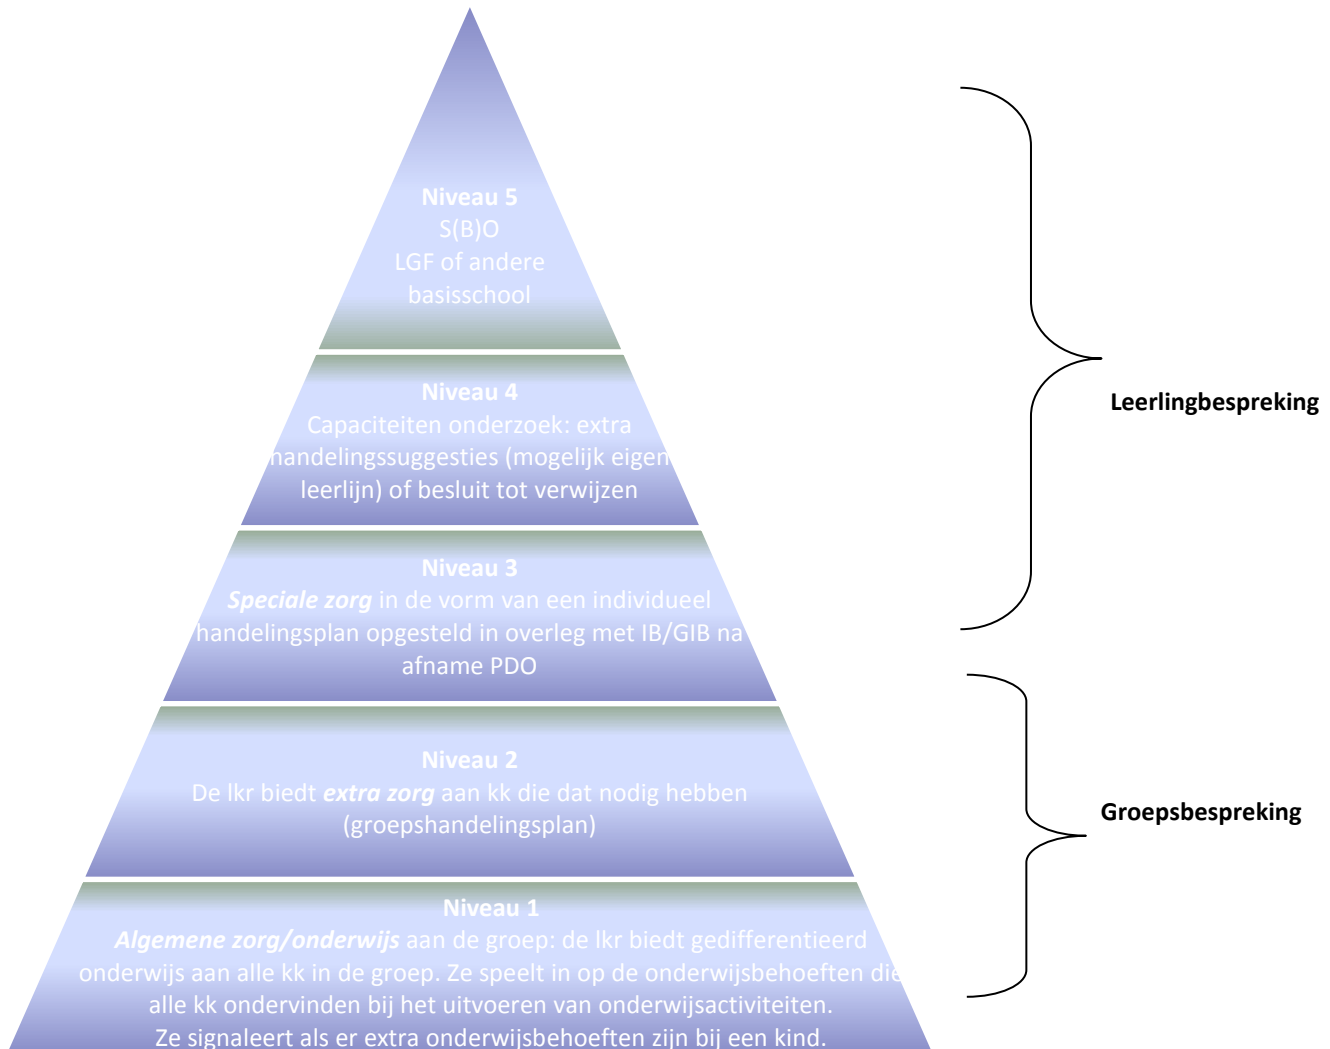 Niveau 5
S(B)O
LGF of andere
basisschool
Niveau 4
Capaciteiten onderzoek: extra
handelingssuggesties (mogelijk eigen
leerlijn) of besluit tot verwijzen
Leerlingbespreking
Niveau 3
Speciale zorg in de vorm van een individueel
handelingsplan opgesteld in overleg met IB/GIB na
afname PDO
Niveau 2
De lkr biedt extra zorg aan kk die dat nodig hebben
(groepshandelingsplan)
Groepsbespreking
Niveau 1
Algemene zorg/onderwijs aan de groep: de lkr biedt gedifferentieerd
onderwijs aan alle kk in de groep. Ze speelt in op de onderwijsbehoeften die
alle kk ondervinden bij het uitvoeren van onderwijsactiviteiten.
Ze signaleert als er extra onderwijsbehoeften zijn bij een kind.